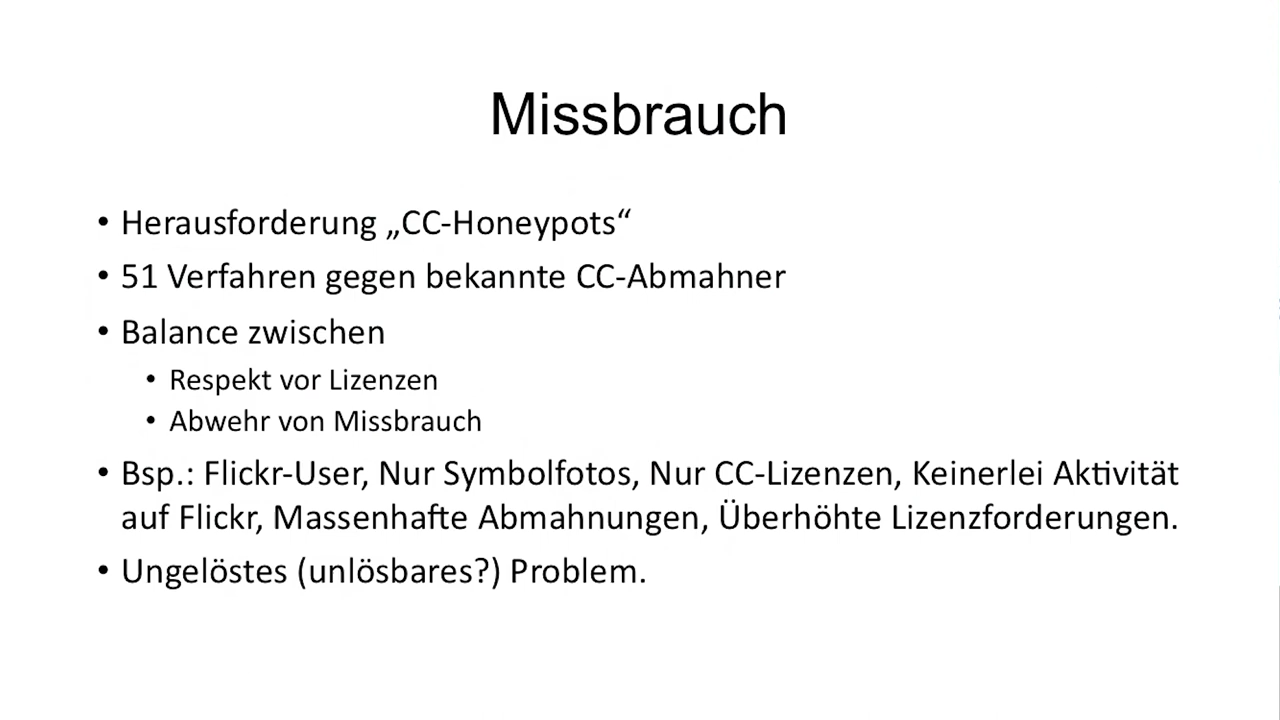 Missbrauch
• Herausforderung „CC-Honeypots“
• 51 Verfahren gegen bekannte CC-Abmahner
• Balance zwischen
• Respekt vor Lizenzen
• Abwehr von Missbrauch
• Bsp.: Flickr-User, Nur Symbolfotos, Nur CC-Lizenzen, Keinerlei Aktivität
auf Flickr, Massenhafte Abmahnungen, Überhöhte Lizenzforderungen.
• Ungelöstes (unlösbares?) Problem.